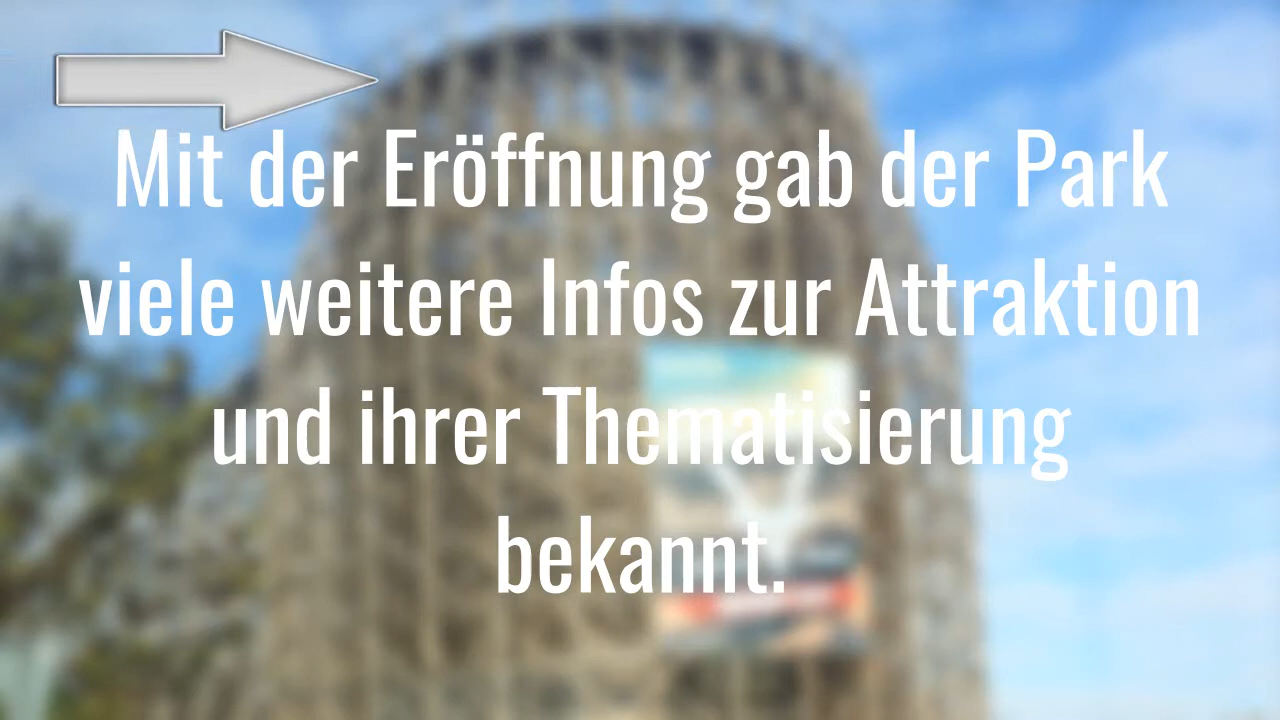 Mit der Eröffnung gab der Park
viele weitere Infos zur Attraktion
und ihrer Thematisierung
bekannt.